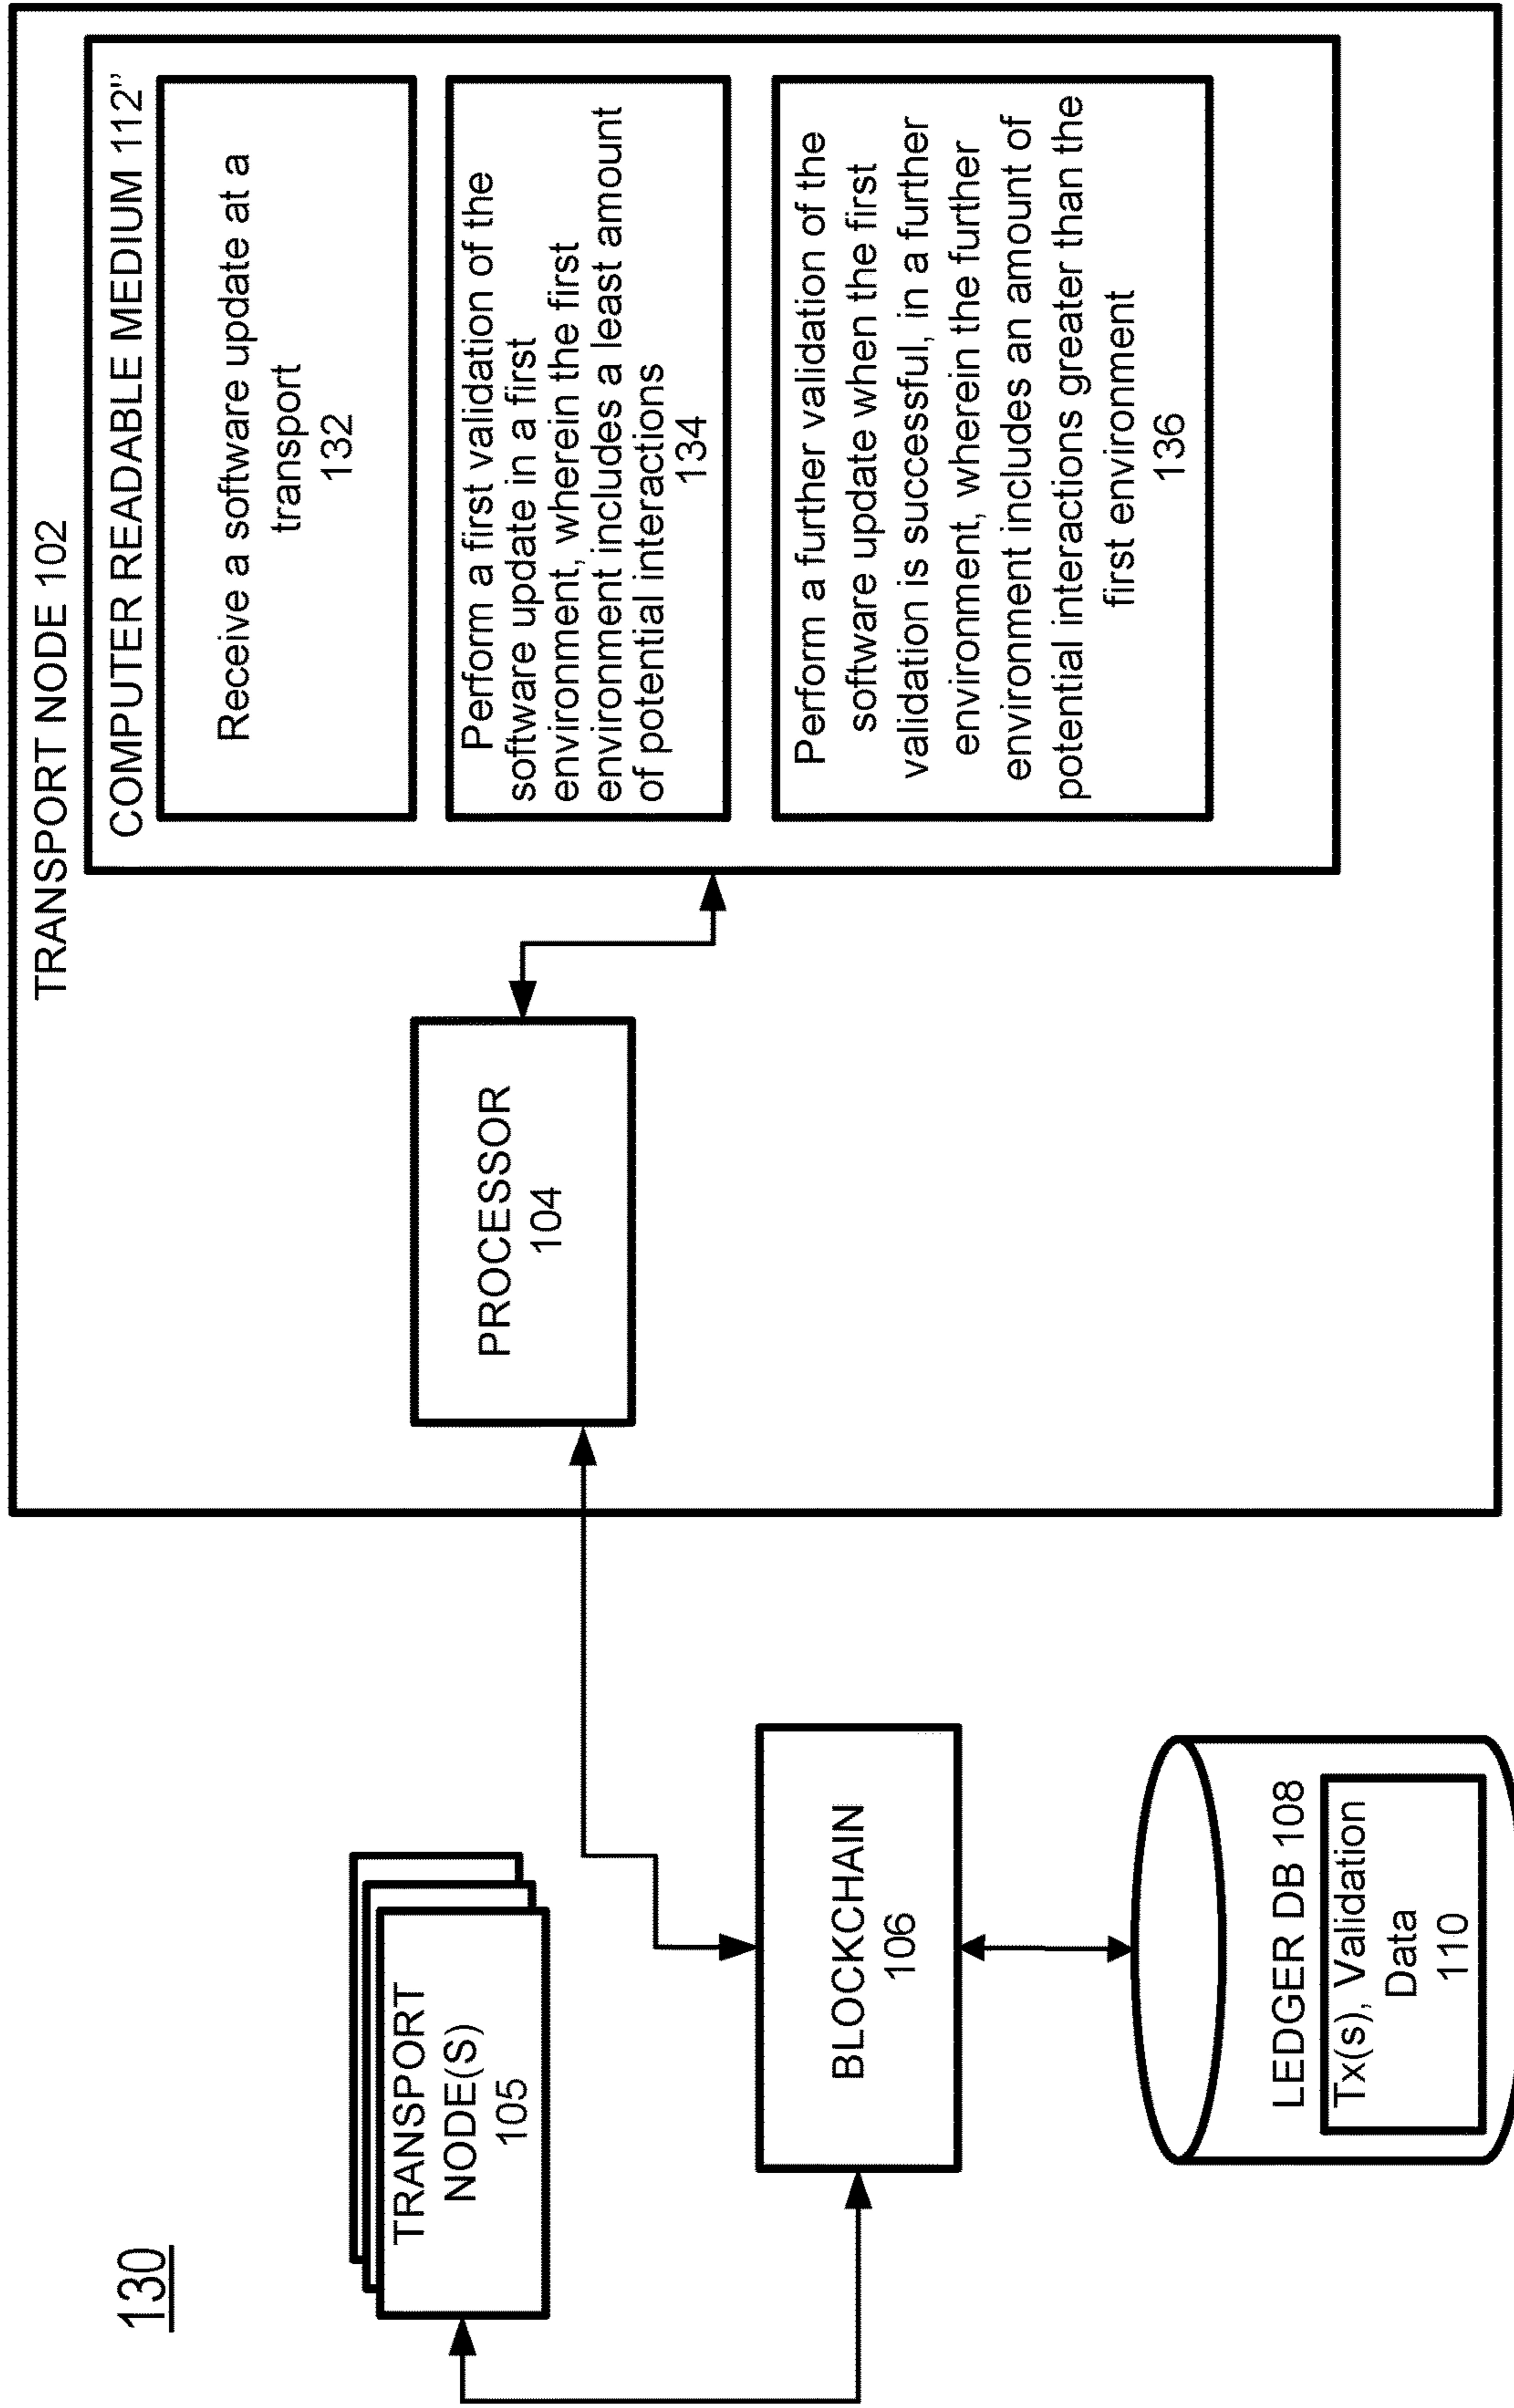 130
TRANSPORT
NODE(S)
105
BLOCKCHAIN
106
LEDGER DB 108
Tx(s), Validation
Data
110
TRANSPORT NODE 102
PROCESSOR
104
COMPUTER READABLE MEDIUM 112"
Receive a software update at a
transport
132
Perform a first validation of the
software update in a first
environment, wherein the first
environment includes a least amount
of potential interactions
134
Perform a further validation of the
software update when the first
validation is successful, in a further
environment, wherein the further
environment includes an amount of
potential interactions greater than the
first environment
136